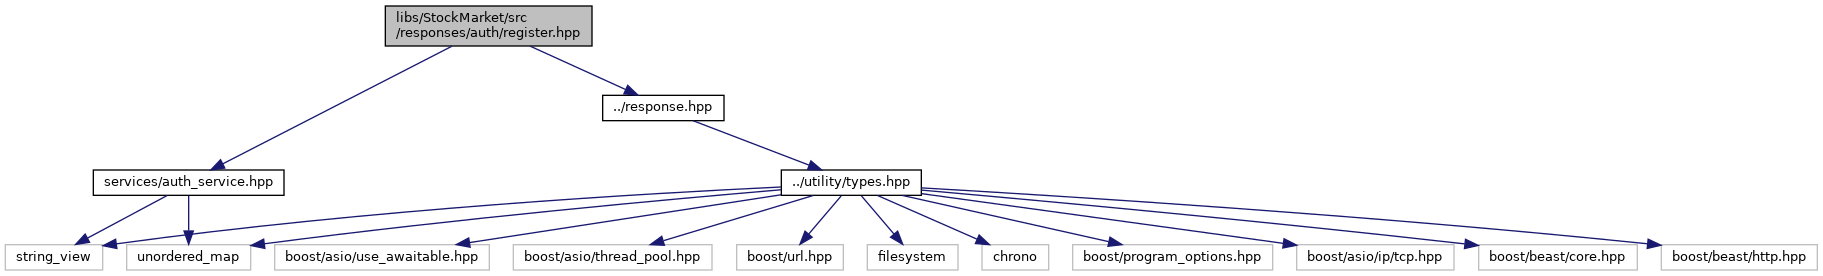 libs/StockMarket/src
/responses/auth/register.hpp
../response.hpp
services/auth_service.hpp
../utility/types.hpp
string_view
unordered_map
boost/asio/use_awaitable.hpp
boost/asio/thread_pool.hpp
boost/url.hpp
filesystem
chrono
boost/program_options.hpp
boost/asio/ip/tcp.hpp
boost/beast/core.hpp
boost/beast/http.hpp